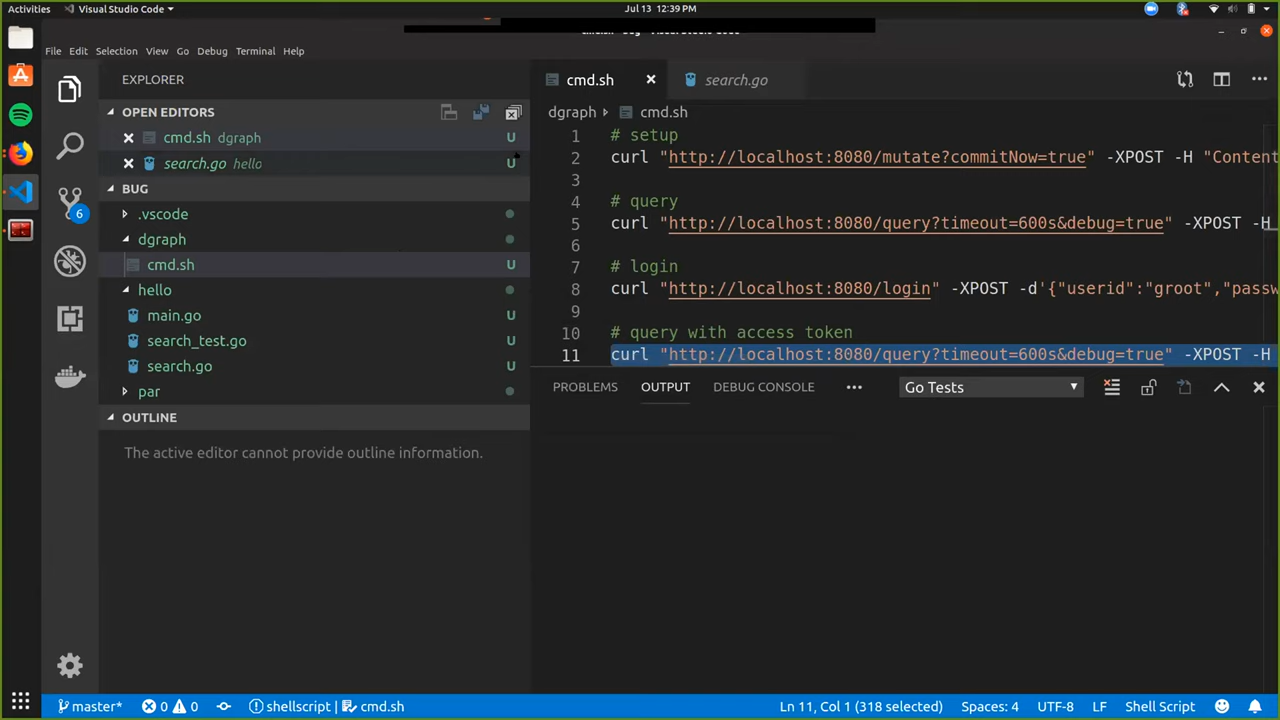 Activities
Visual Studio Code
Jul 13 12:39 PM
File Edit Selection View Go Debug Terminal Help
EXPLORER
OPEN EDITORS
cmd.sh dgraph U
search.go hello U
BUG
.vscode
dgraph
cmd.sh U
hello
main.go U
search_test.go U
search.go U
par
OUTLINE
The active editor cannot provide outline information.
6
cmd.sh
search.go
dgraph cmd.sh
1 # setup
2 curl "http://localhost:8080/mutate?commitNow=true" -XPOST -H "Content
3
4 # query
5 curl "http://localhost:8080/query?timeout=600s&debug=true" -XPOST -H
6
7 # login
8 curl "http://localhost:8080/login" -XPOST -d'{"userid":"groot","passw
9
10 # query with access token
11 curl "http://localhost:8080/query?timeout=600s&debug=true" -XPOST -H
PROBLEMS OUTPUT DEBUG CONSOLE ••• Go Tests
master* 0 0 shellscript | cmd.sh Ln 11, Col 1 (318 selected) Spaces: 4 UTF-8 LF Shell Script